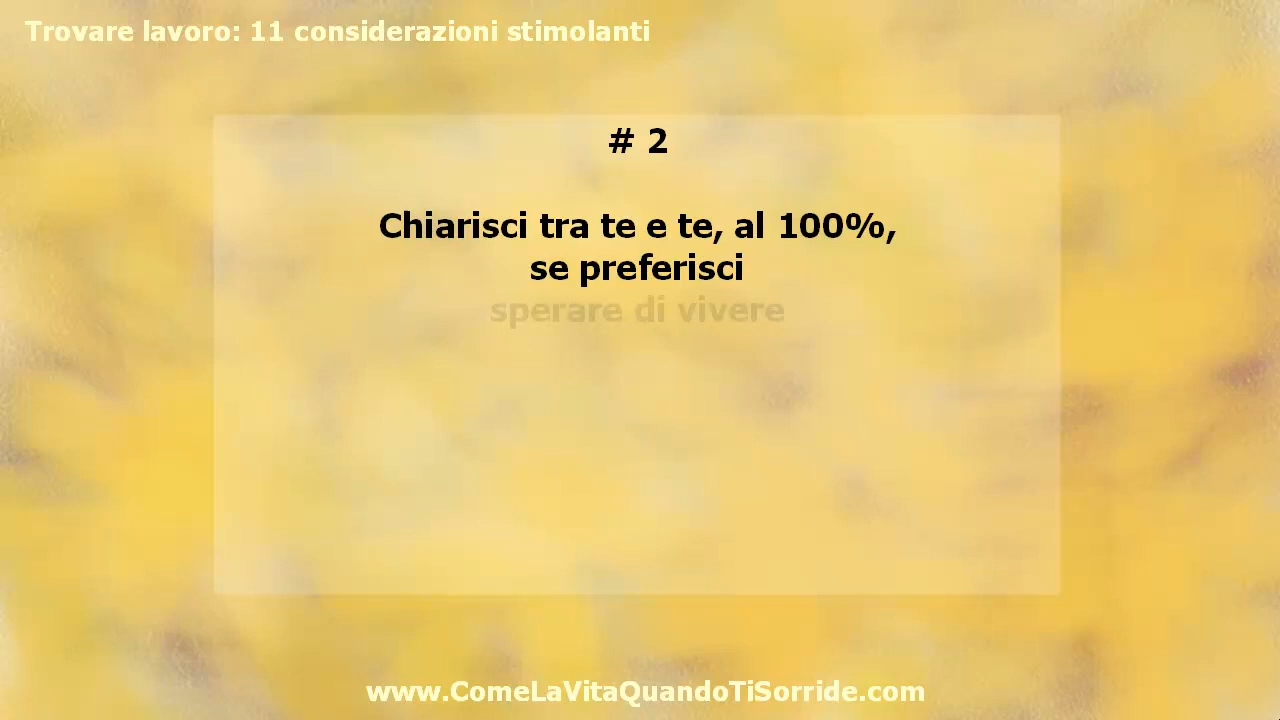 Trovare lavoro: 11 considerazioni stimolanti
# 2
Chiarisci tra te e te, al 100%,
se preferisci
sperare di vivere
www.ComeLaVitaQuandoTiSorride.com